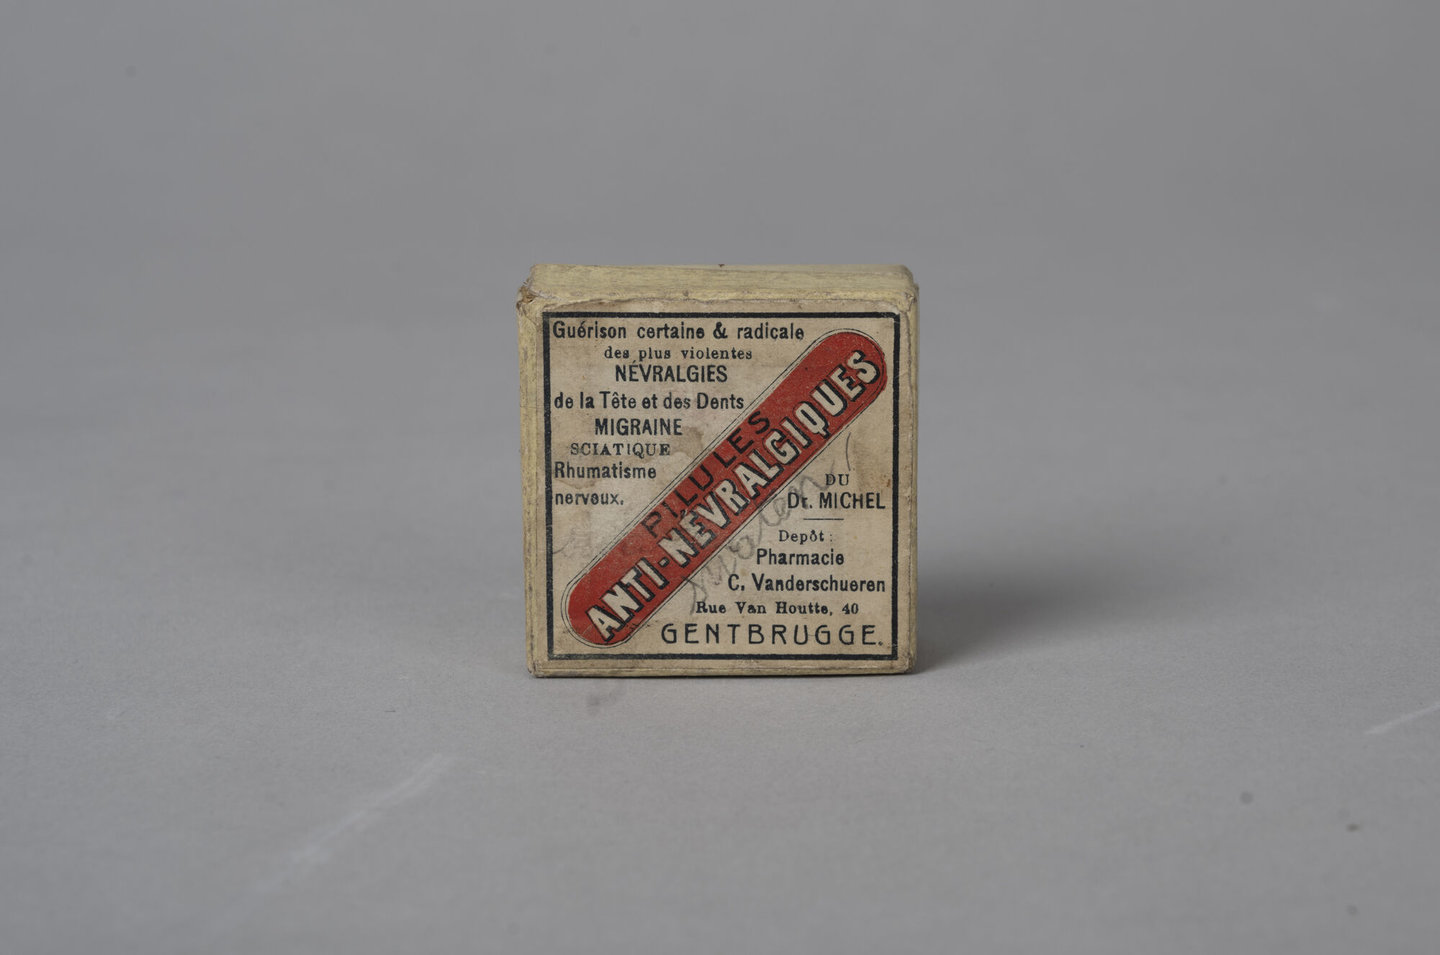 Guérison certaine & radicale
des plus violentes
NÉVRALGIES
de la Tête et des Dents
MIGRAINE
SCIATIQUE
Rhumatisme
nerveux.
PILULES
ANTI-NÉVRALGIQUES
DU
Dr. MICHEL
Depôt:
Pharmacie
C. Vanderschueren
Rue Van Houtte, 40
GENTBRUGGE.